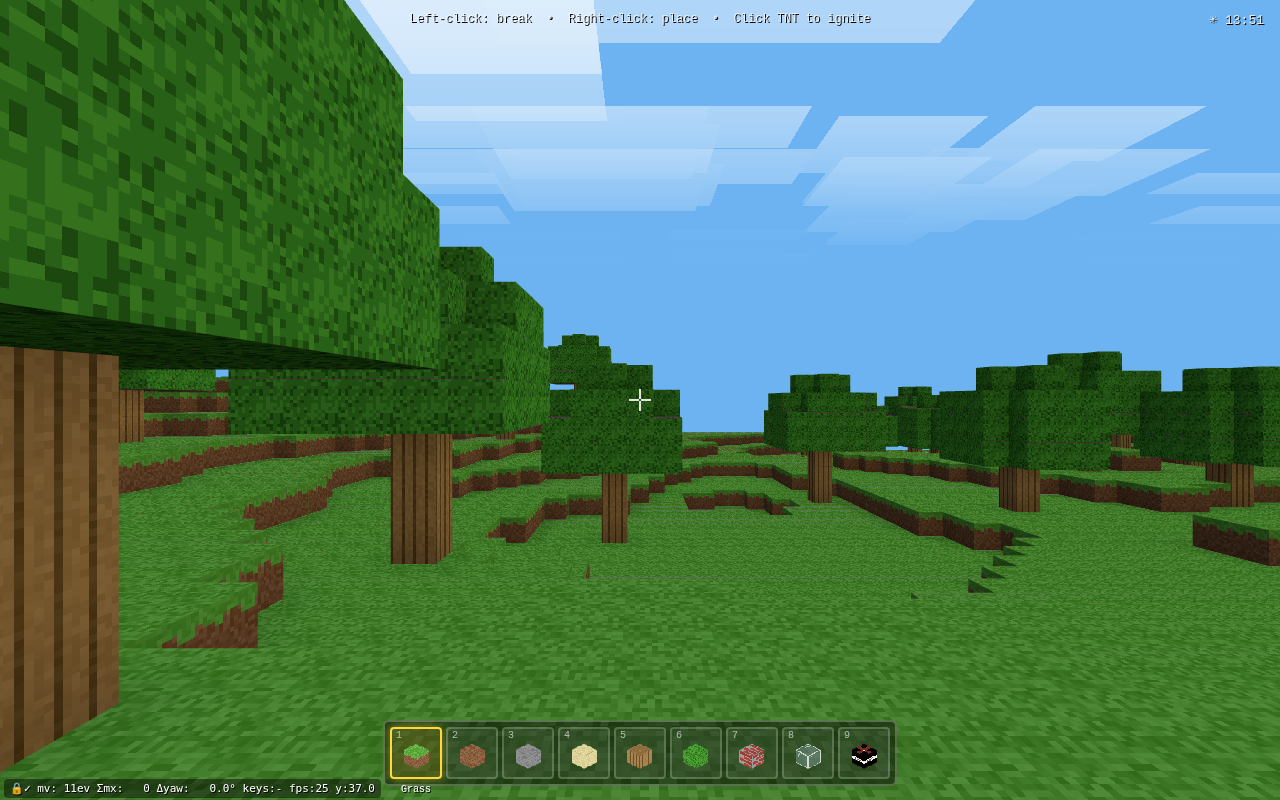 Left-click: break • Right-click: place • Click TNT to ignite
☀ 13:51
1 2 3 4 5 6 7 8 9
🔒✓ mv: 11ev Σmx: 0 Δyaw: 0.0° keys:- fps:25 y:37.0
Grass